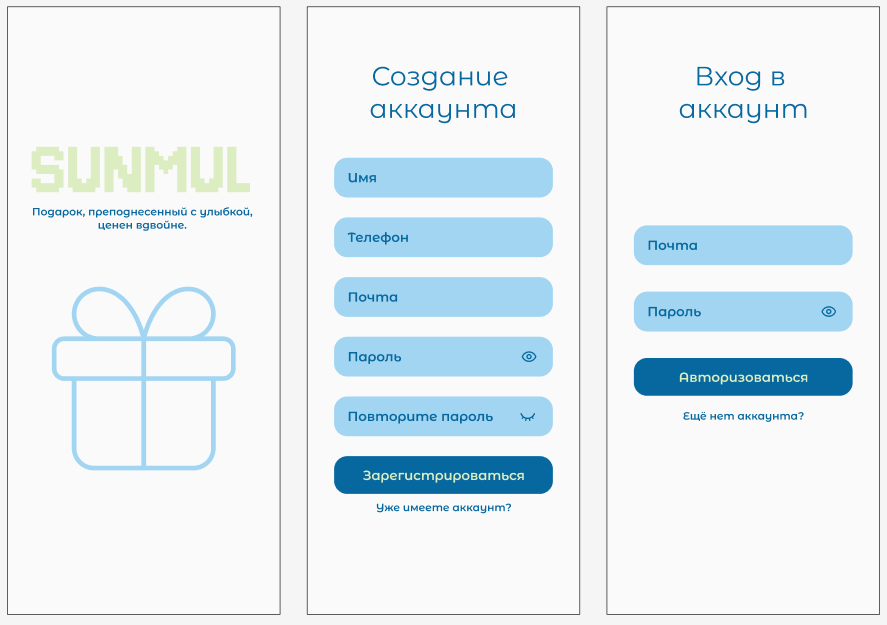 SUNMUL
Подарок, преподнесенный с улыбкой,
ценен вдвойне.
Создание
аккаунта
Имя
Телефон
Почта
Пароль
Повторите пароль
Зарегистрироваться
Уже имеете аккаунт?
Вход в
аккаунт
Почта
Пароль
Авторизоваться
Ещё нет аккаунта?